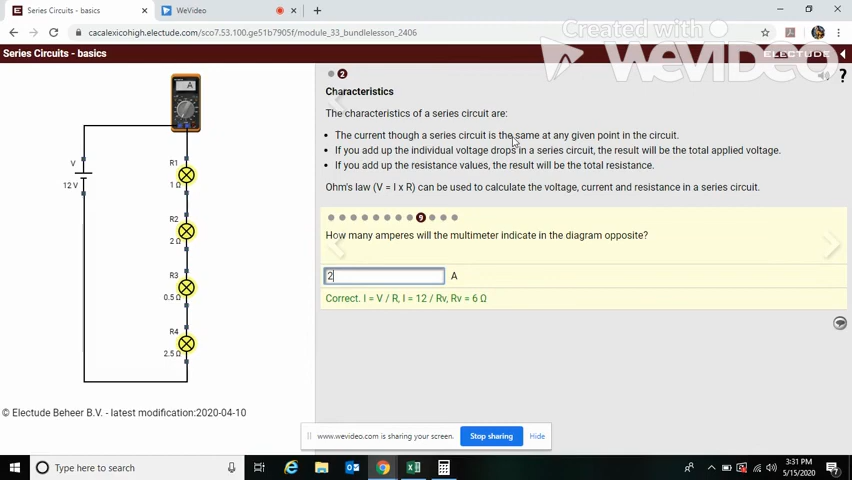 Series Circuits - basics
WeVideo
cacalexicohigh.electude.com/sco7.53.100.ge51b7905f/module_33_bundlelesson_2406
Series Circuits - basics
ELECTUDE
Created with
WEVIDEO
A
V
12 V
R1
1 Ω
R2
2 Ω
R3
0.5 Ω
R4
2.5 Ω
© Electude Beheer B.V. - latest modification:2020-04-10
2
Characteristics
The characteristics of a series circuit are:
• The current though a series circuit is the same at any given point in the circuit.
• If you add up the individual voltage drops in a series circuit, the result will be the total applied voltage.
• If you add up the resistance values, the result will be the total resistance.
Ohm's law (V = I x R) can be used to calculate the voltage, current and resistance in a series circuit.
9
How many amperes will the multimeter indicate in the diagram opposite?
2 A
Correct. I = V / R, I = 12 / Rv, Rv = 6 Ω
www.wevideo.com is sharing your screen. Stop sharing Hide
Type here to search
3:31 PM
5/15/2020